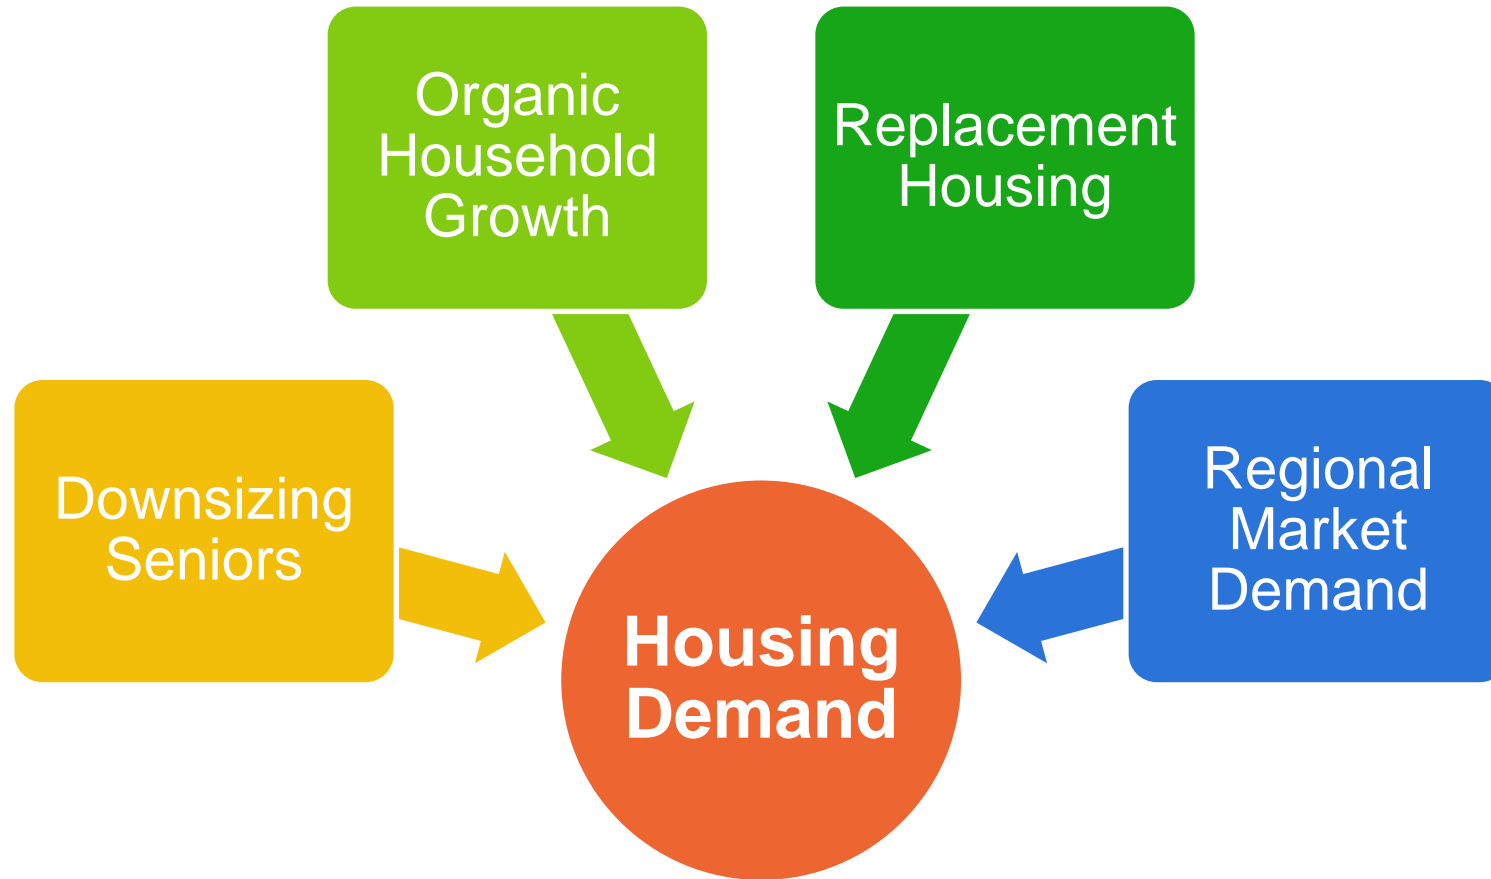 Organic
Household
Growth
Replacement
Housing
Downsizing
Seniors
Regional
Market
Demand
Housing
Demand